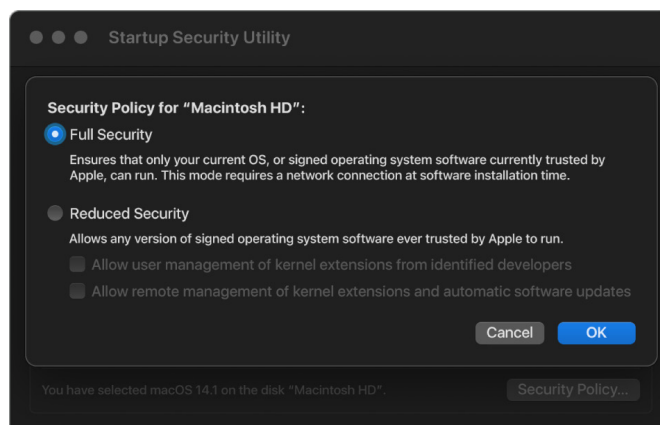 Startup Security Utility
Security Policy for “Macintosh HD”:
Full Security
Ensures that only your current OS, or signed operating system software currently trusted by
Apple, can run. This mode requires a network connection at software installation time.
Reduced Security
Allows any version of signed operating system software ever trusted by Apple to run.
Allow user management of kernel extensions from identified developers
Allow remote management of kernel extensions and automatic software updates
Cancel OK
You have selected macOS 14.1 on the disk “Macintosh HD”. Security Policy...